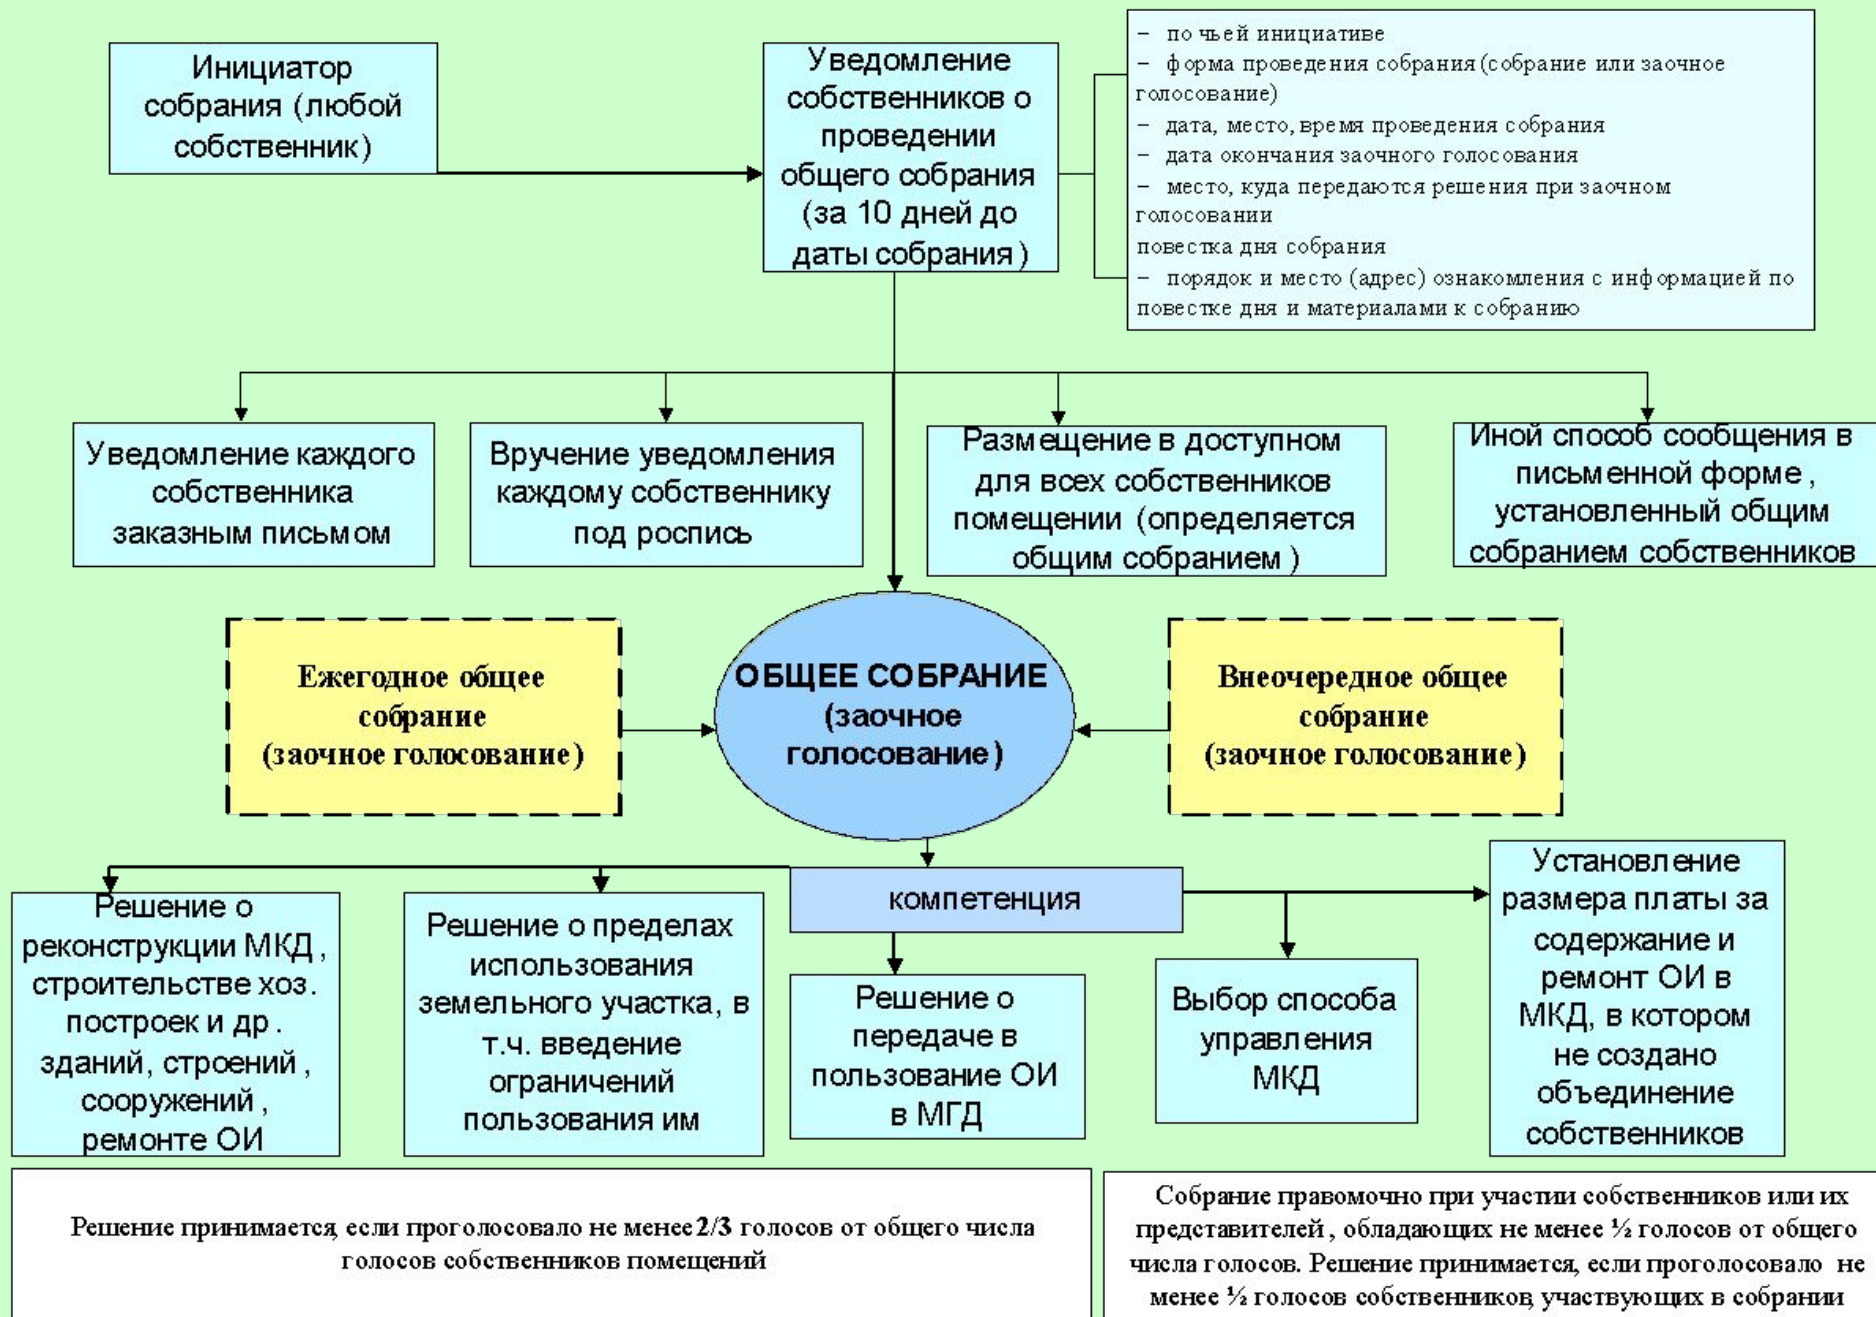 Инициатор
собрания (любой
собственник)
Уведомление
собственников о
проведении
общего собрания
(за 10 дней до
даты собрания)
– по чьей инициативе
– форма проведения собрания (собрание или заочное
голосование)
– дата, место, время проведения собрания
– дата окончания заочного голосования
– место, куда передаются решения при заочном
голосовании
повестка дня собрания
– порядок и место (адрес) ознакомления с информацией по
повестке дня и материалами к собранию
Уведомление каждого
собственника
заказным письмом
Вручение уведомления
каждому собственнику
под роспись
Размещение в доступном
для всех собственников
помещении (определяется
общим собранием)
Иной способ сообщения в
письменной форме,
установленный общим
собранием собственников
Ежегодное общее
собрание
(заочное голосование)
ОБЩЕЕ СОБРАНИЕ
(заочное
голосование)
Внеочередное общее
собрание
(заочное голосование)
компетенция
Решение о
реконструкции МКД,
строительстве хоз.
построек и др.
зданий, строений,
сооружений,
ремонте ОИ
Решение о пределах
использования
земельного участка, в
т.ч. введение
ограничений
пользования им
Решение о
передаче в
пользование ОИ
в МГД
Выбор способа
управления
МКД
Установление
размера платы за
содержание и
ремонт ОИ в
МКД, в котором
не создано
объединение
собственников
Решение принимается, если проголосовало не менее 2/3 голосов от общего числа
голосов собственников помещений
Собрание правомочно при участии собственников или их
представителей, обладающих не менее ½ голосов от общего
числа голосов. Решение принимается, если проголосовало не
менее ½ голосов собственников, участвующих в собрании